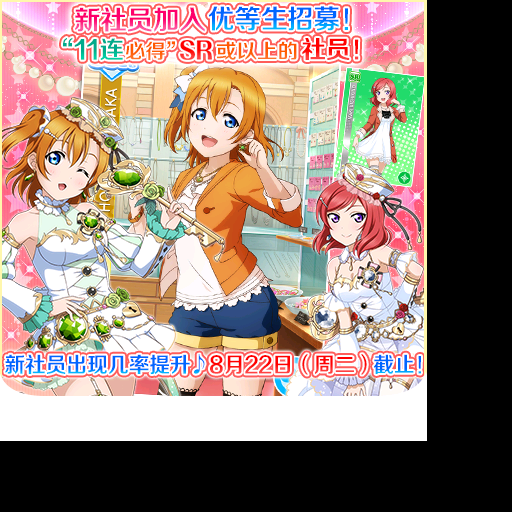 新社员加入优等生招募！
“11连必得”SR或以上的社员！
SR
新社员出现几率提升♪8月22日（周二）截止！